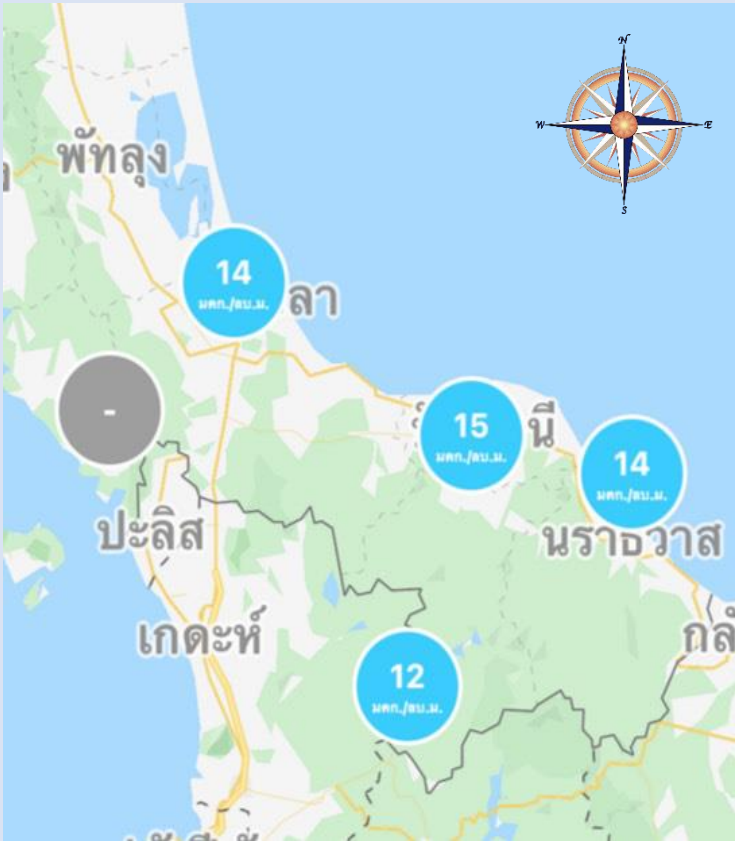 N
W E
S
พัทลุง
14
มคก./ลบ.ม.
ลา
-
15
มคก./ลบ.ม.
นี
14
มคก./ลบ.ม.
ปะลิส
นราธิวาส
เกดะห์
12
มคก./ลบ.ม.